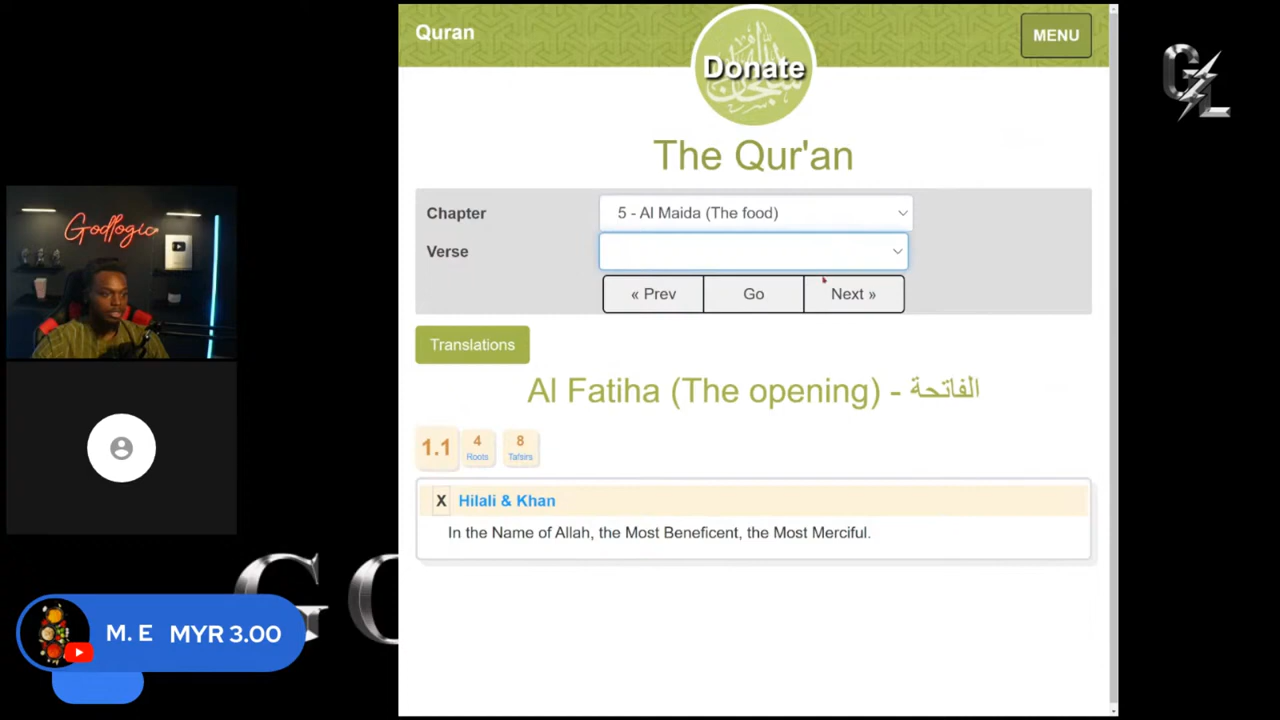 Quran
Donate
MENU
GL
The Qur'an
Chapter
5 - Al Maida (The food)
Verse
« Prev
Go
Next »
Translations
Al Fatiha (The opening) - الفاتحة
1.1
4
Roots
8
Tafsirs
X
Hilali & Khan
In the Name of Allah, the Most Beneficent, the Most Merciful.
Godlogic
GO
M. E MYR 3.00